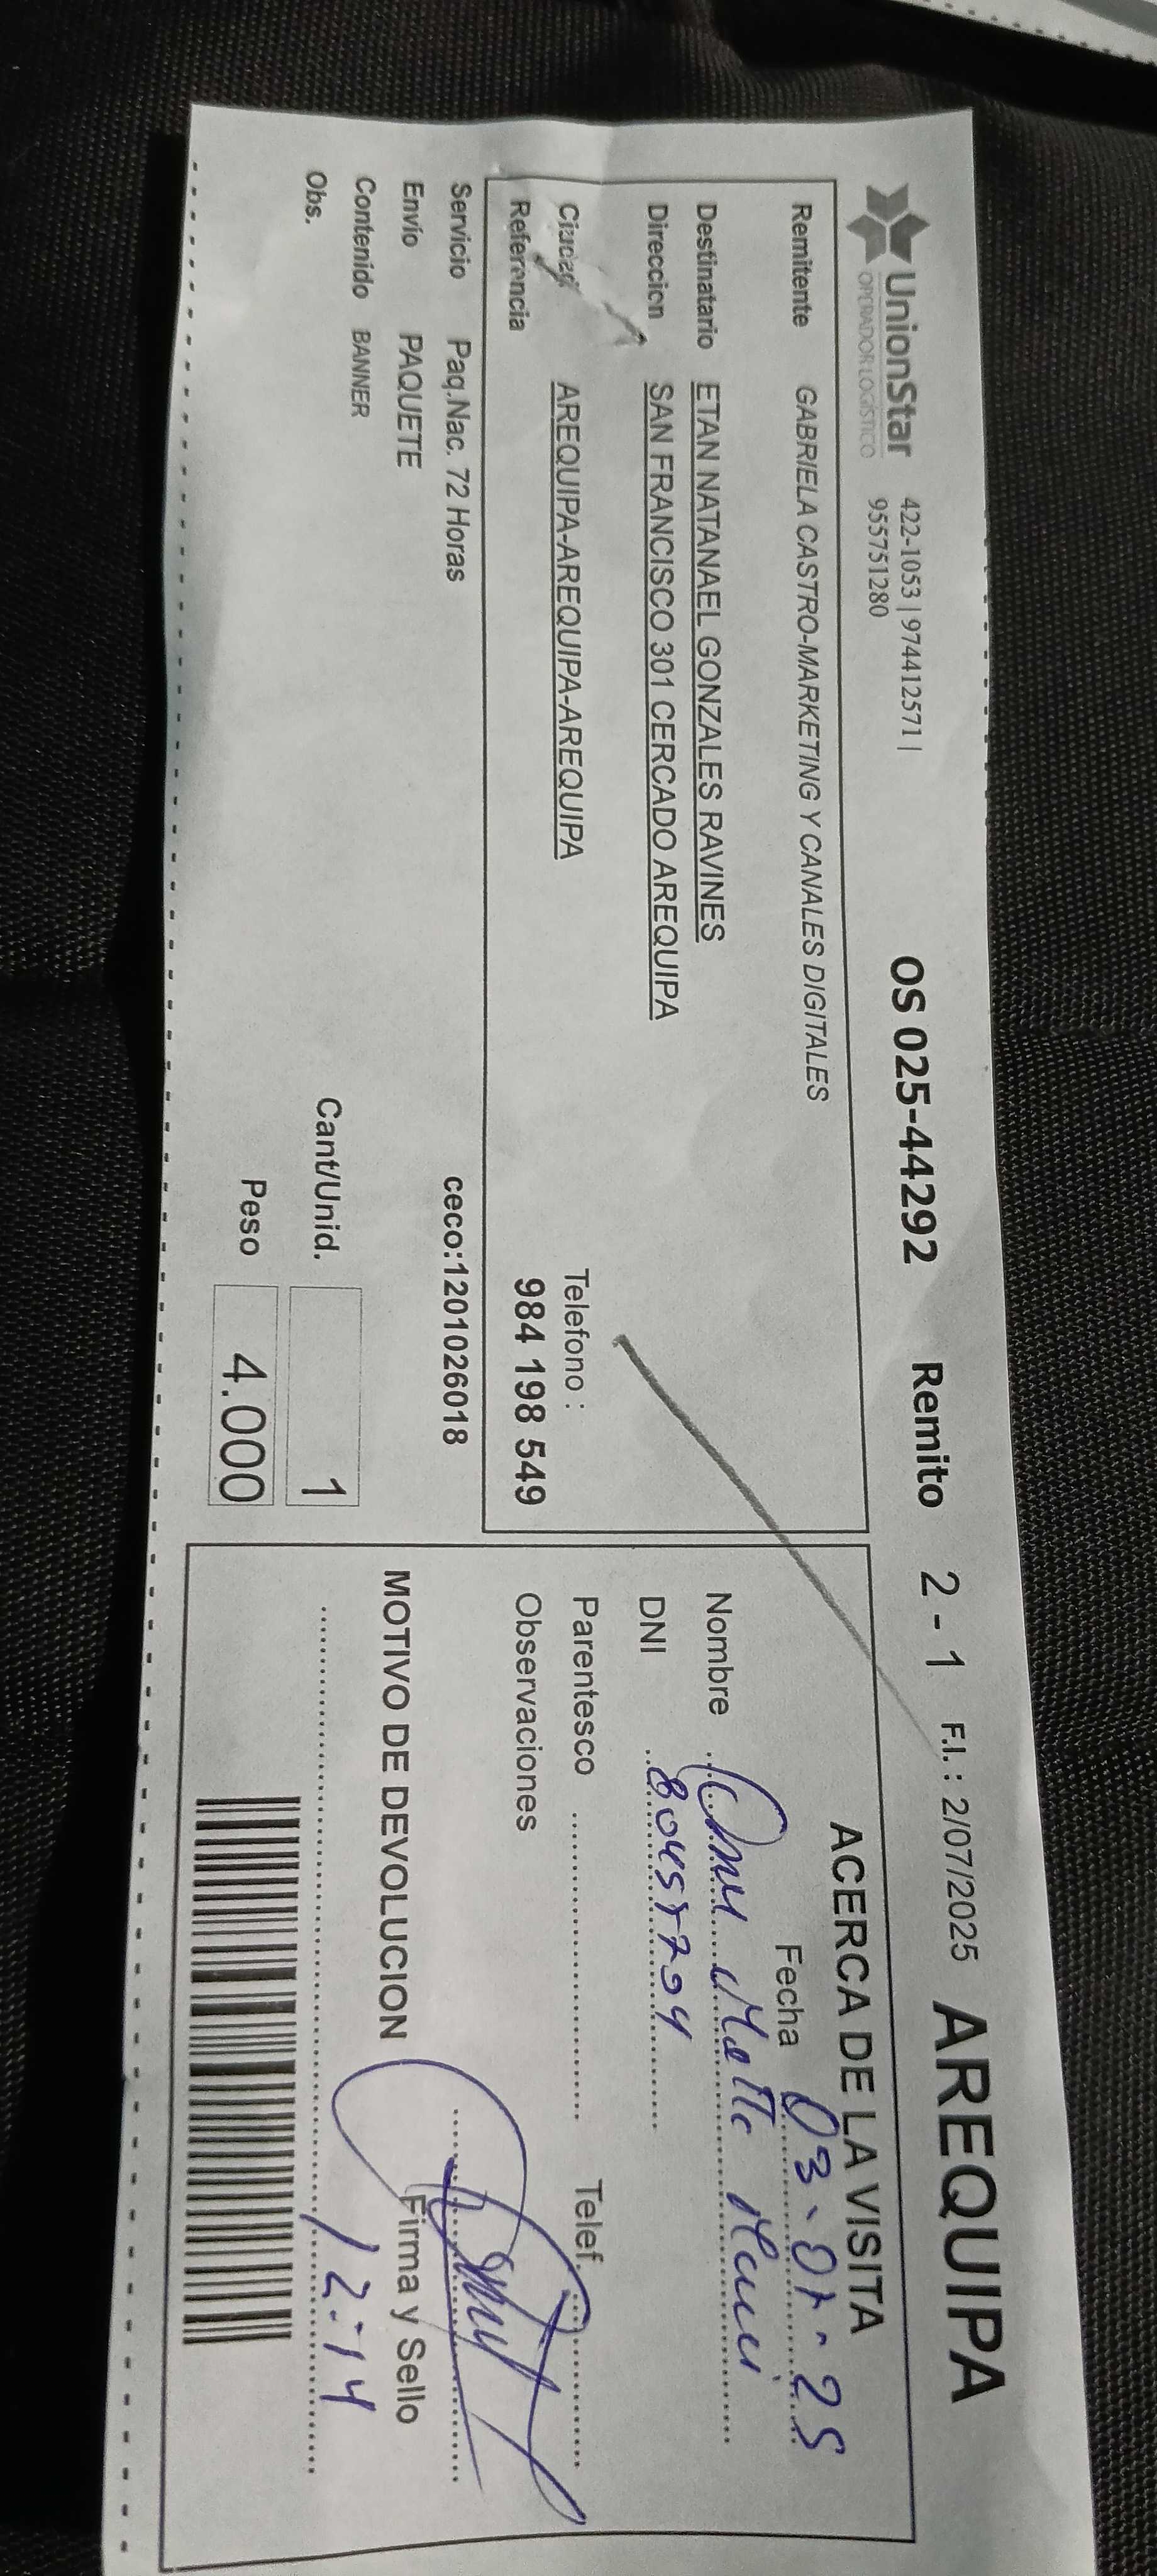 UnionStar
OPERADOR LOGÍSTICO
422-1053 | 974412571 |
955751280
OS 025-44292 Remito 2 - 1 F.I. : 2/07/2025 AREQUIPA
Remitente GABRIELA CASTRO-MARKETING Y CANALES DIGITALES
Destinatario ETAN NATANAEL GONZALES RAVINES
Direccion SAN FRANCISCO 301 CERCADO AREQUIPA
Ciudad AREQUIPA-AREQUIPA-AREQUIPA
Telefono :
Referencia 984 198 549
Servicio Paq.Nac. 72 Horas ceco:1201026018
Envío PAQUETE
Contenido BANNER
Obs.
Cant/Unid. 1
Peso 4.000
ACERCA DE LA VISITA
Fecha 03-07-25
Nombre
DNI
Parentesco Telef.
Observaciones
Firma y Sello
MOTIVO DE DEVOLUCION
12:14